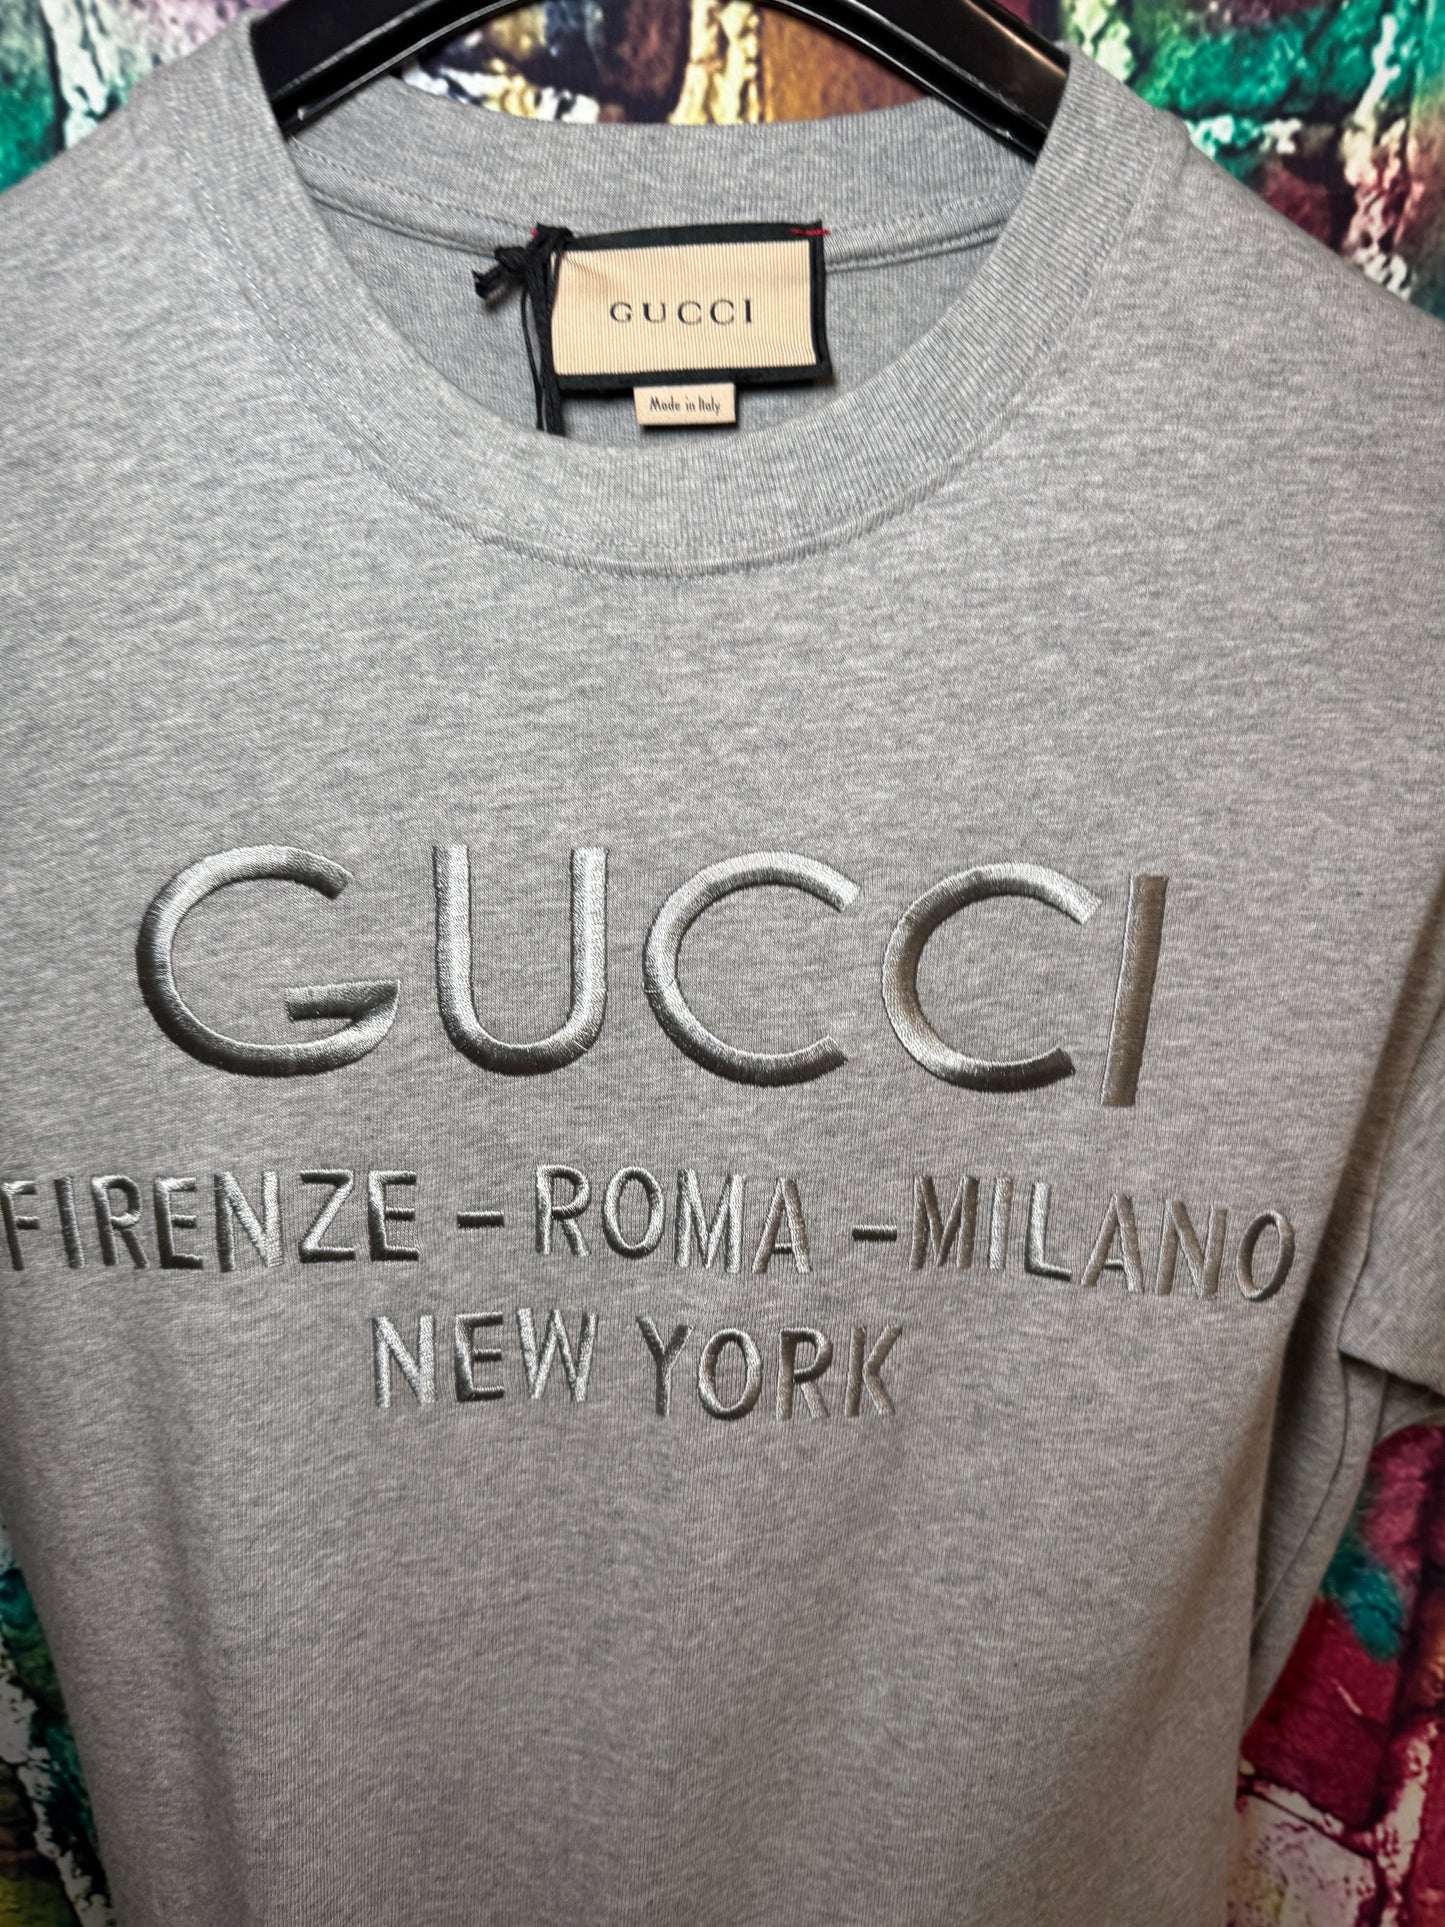 GUCCI
Made in Italy
GUCCI
FIRENZE – ROMA – MILANO
NEW YORK